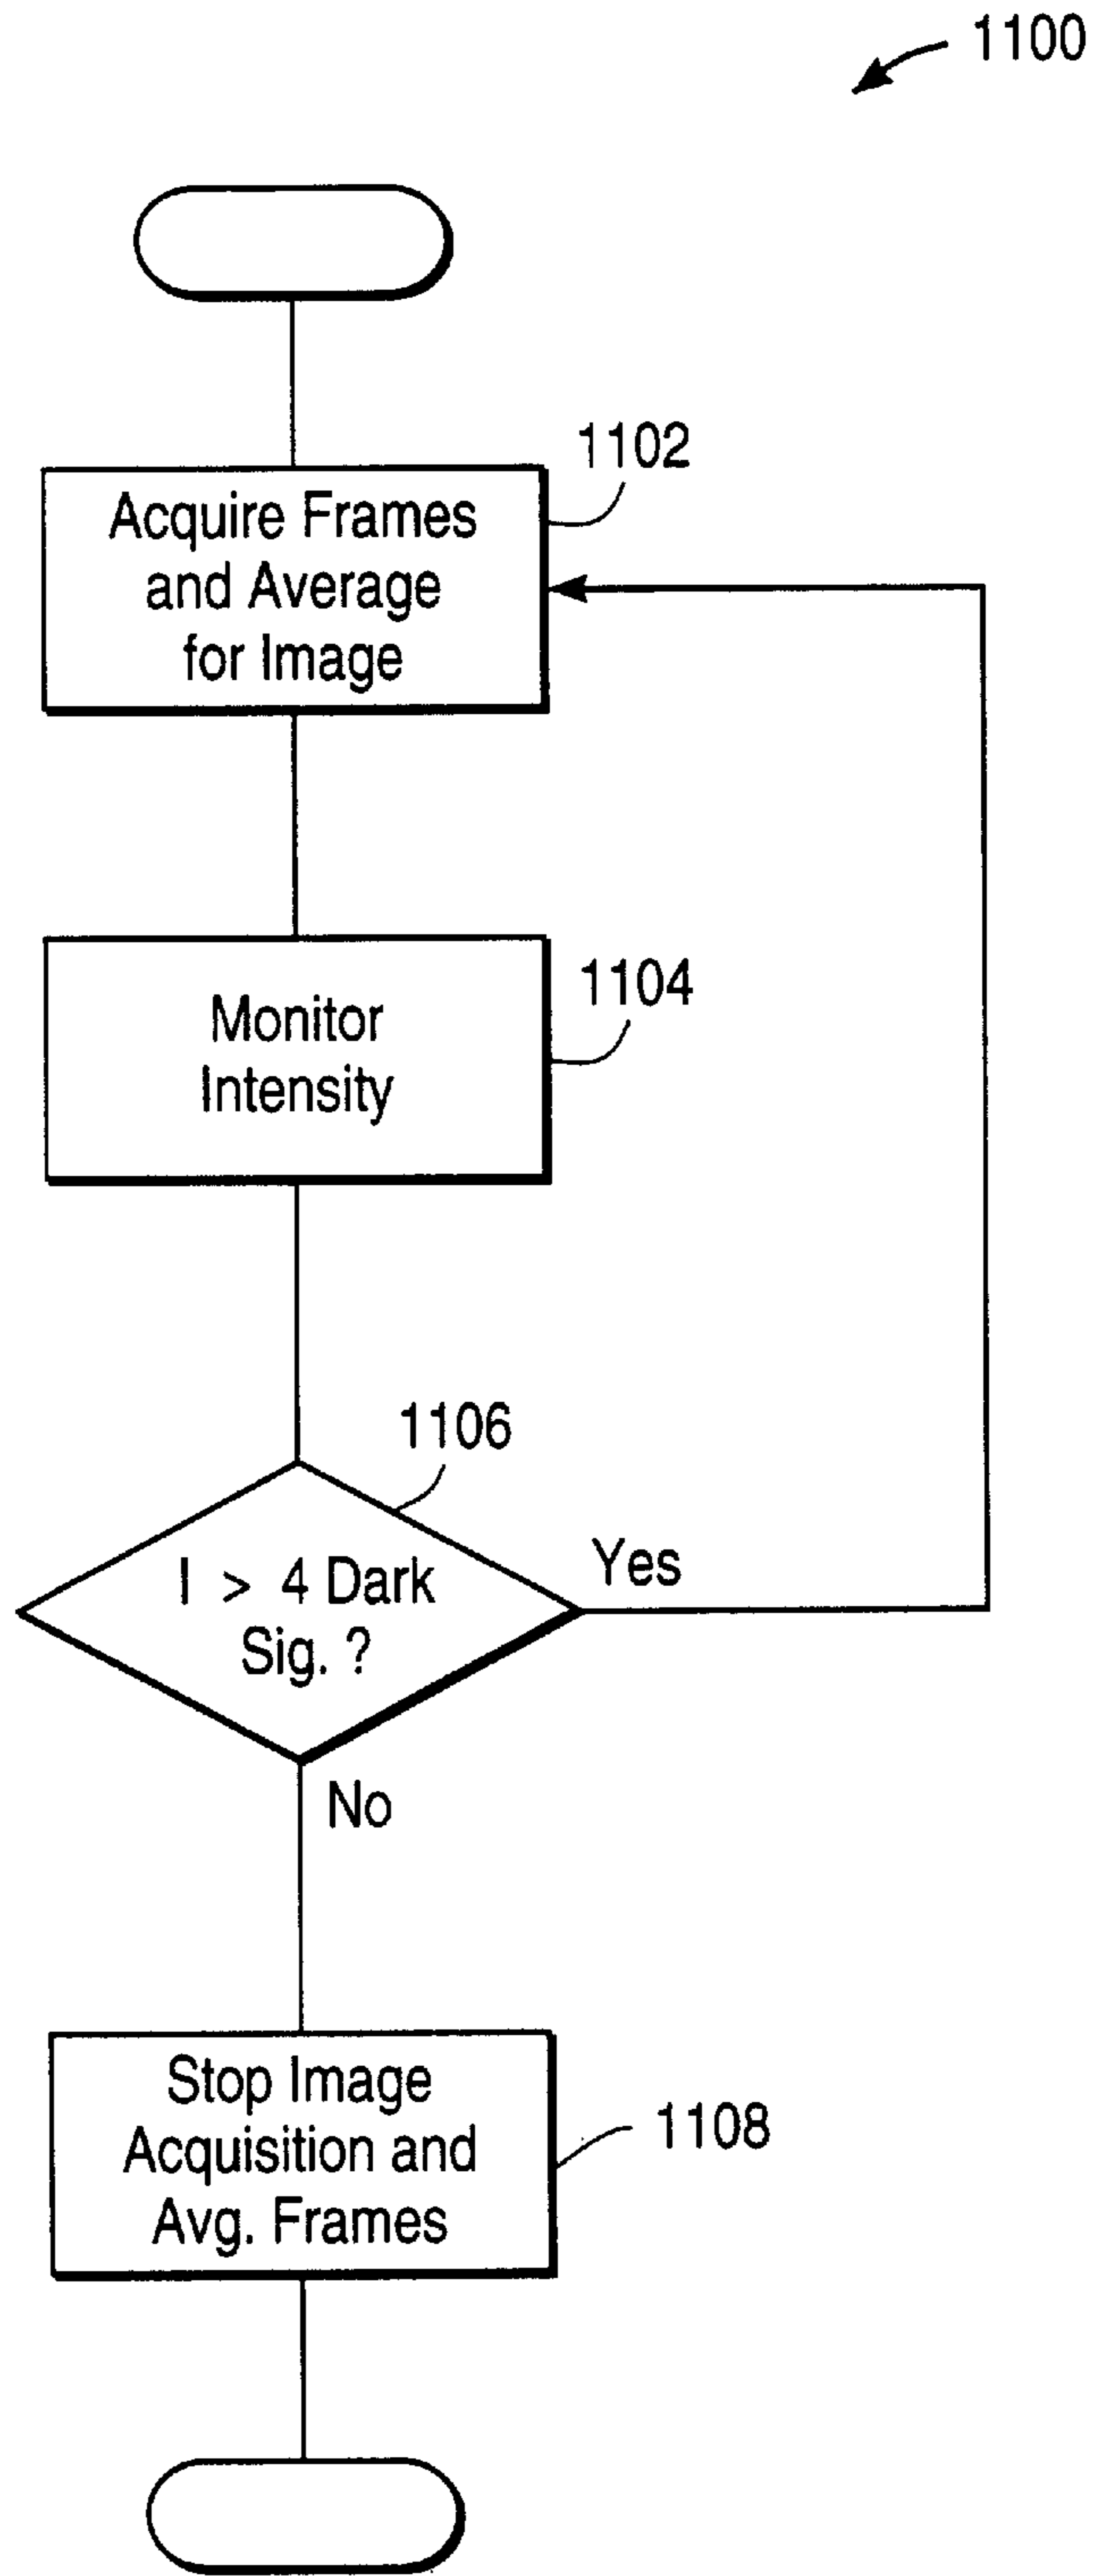 1100
1102
Acquire Frames
and Average
for Image
1104
Monitor
Intensity
1106
I > 4 Dark
Sig. ?
Yes
No
Stop Image
Acquisition and
Avg. Frames
1108